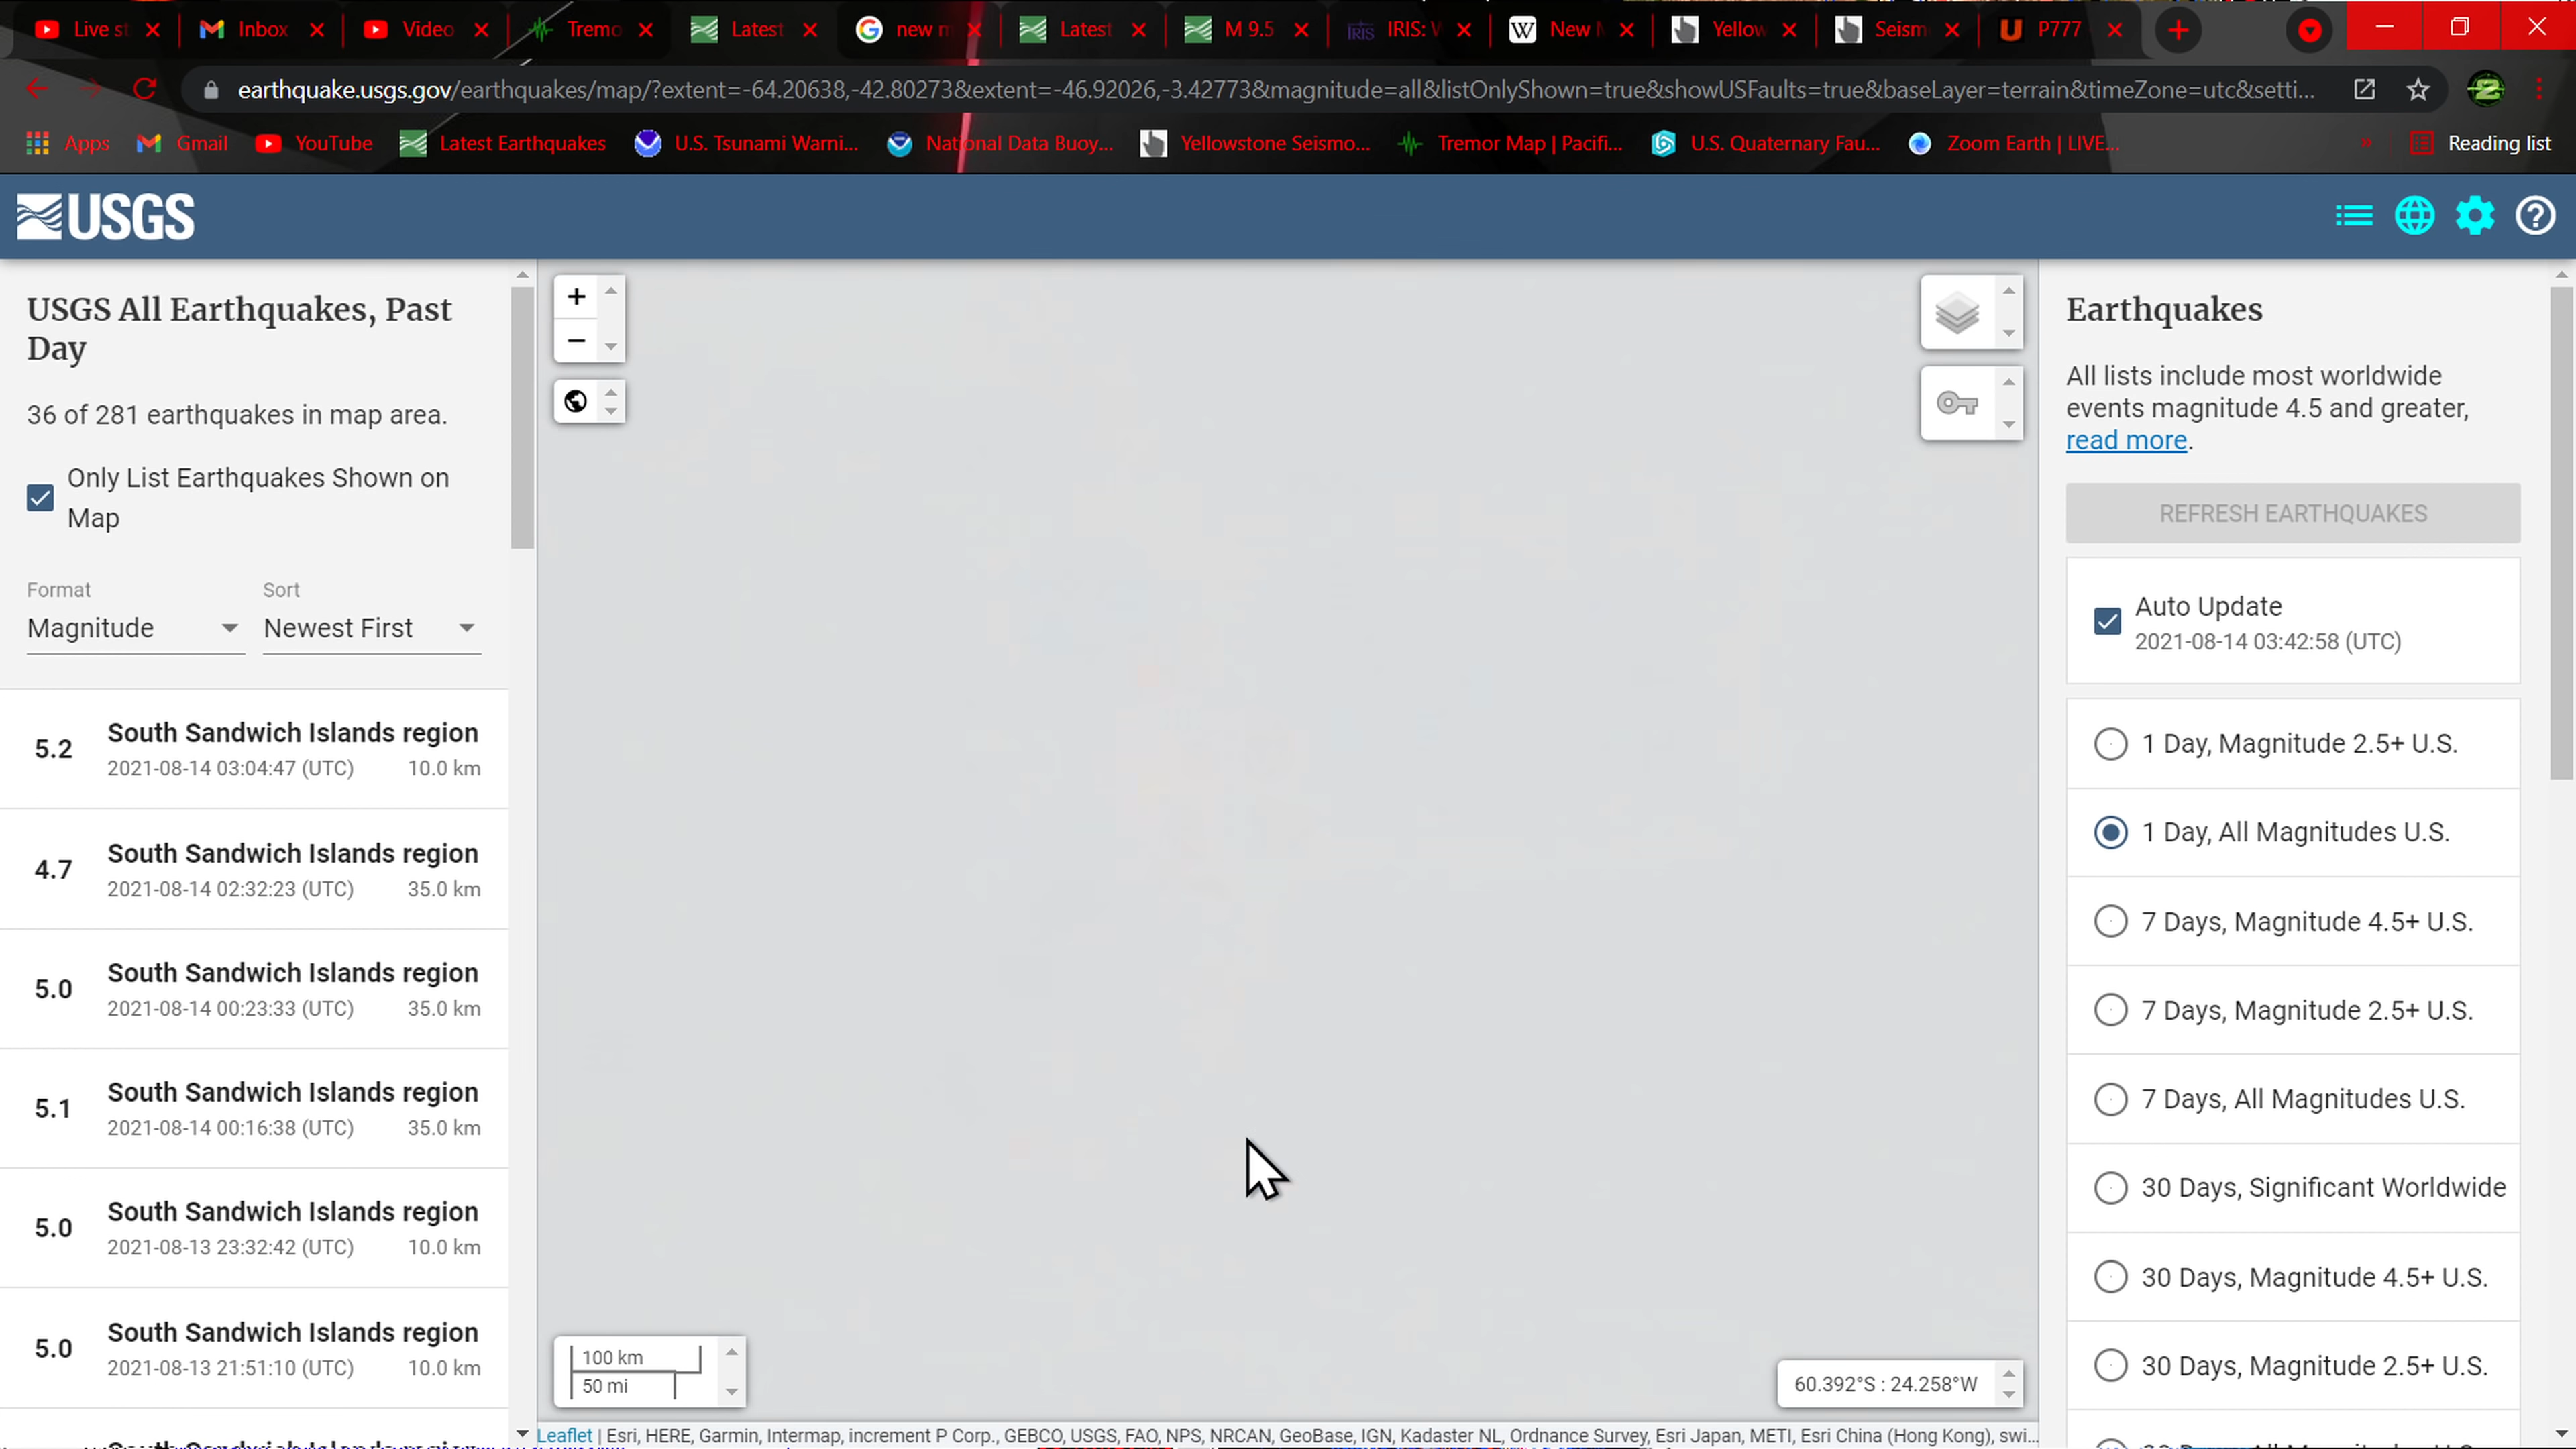 Live st
Inbox
Video
Tremo
Latest
new m
Latest
M 9.5
IRIS: W
New M
Yellow
Seism
P777
earthquake.usgs.gov/earthquakes/map/?extent=-64.20638,-42.80273&extent=-46.92026,-3.42773&magnitude=all&listOnlyShown=true&showUSFaults=true&baseLayer=terrain&timeZone=utc&setti...
Apps
Gmail
YouTube
Latest Earthquakes
U.S. Tsunami Warni...
National Data Buoy...
Yellowstone Seismo...
Tremor Map | Pacifi...
U.S. Quaternary Fau...
Zoom Earth | LIVE...
Reading list
USGS
USGS All Earthquakes, Past
Day
36 of 281 earthquakes in map area.
Only List Earthquakes Shown on
Map
Format
Sort
Magnitude
Newest First
5.2
South Sandwich Islands region
2021-08-14 03:04:47 (UTC)
10.0 km
4.7
South Sandwich Islands region
2021-08-14 02:32:23 (UTC)
35.0 km
5.0
South Sandwich Islands region
2021-08-14 00:23:33 (UTC)
35.0 km
5.1
South Sandwich Islands region
2021-08-14 00:16:38 (UTC)
35.0 km
5.0
South Sandwich Islands region
2021-08-13 23:32:42 (UTC)
10.0 km
5.0
South Sandwich Islands region
2021-08-13 21:51:10 (UTC)
10.0 km
+
−
100 km
50 mi
60.392°S : 24.258°W
Leaflet | Esri, HERE, Garmin, Intermap, increment P Corp., GEBCO, USGS, FAO, NPS, NRCAN, GeoBase, IGN, Kadaster NL, Ordnance Survey, Esri Japan, METI, Esri China (Hong Kong), swi...
Earthquakes
All lists include most worldwide
events magnitude 4.5 and greater,
read more.
REFRESH EARTHQUAKES
Auto Update
2021-08-14 03:42:58 (UTC)
1 Day, Magnitude 2.5+ U.S.
1 Day, All Magnitudes U.S.
7 Days, Magnitude 4.5+ U.S.
7 Days, Magnitude 2.5+ U.S.
7 Days, All Magnitudes U.S.
30 Days, Significant Worldwide
30 Days, Magnitude 4.5+ U.S.
30 Days, Magnitude 2.5+ U.S.